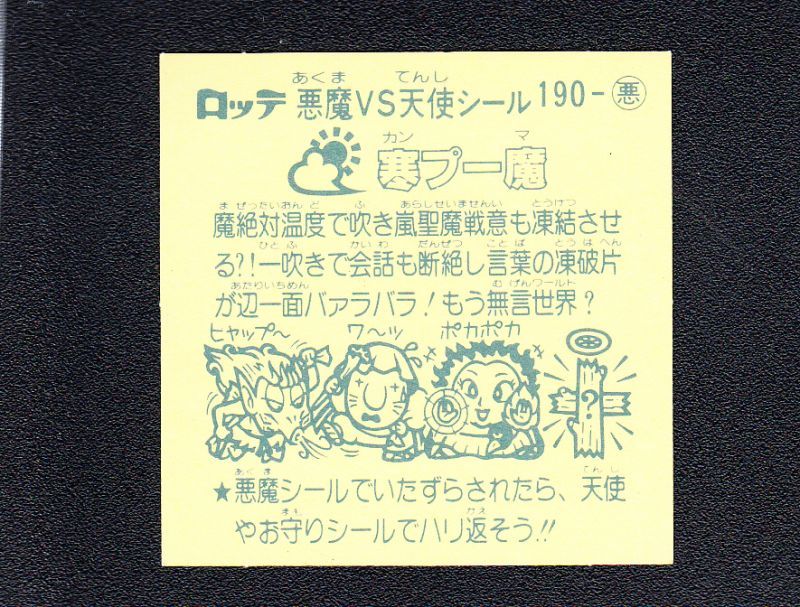 あくま てんし
ロッテ 悪魔VS天使シール 190-悪
カン マ
寒プー魔
ま ぜったいおんど ふ あらしせいませんい とうけつ
魔絶対温度で吹き嵐聖魔戦意も凍結させ
ひとふ かいわ だんぜつ ことば とうはへん
る?!一吹きで会話も断絶し言葉の凍破片
あたりいちめん むげんワールド
が辺一面バァラバラ!もう無言世界?
ヒャップ〜 ワ〜ッ ポカポカ
?
あくま てんし
★悪魔シールでいたずらされたら、天使
まも かえ
やお守りシールでハリ返そう!!